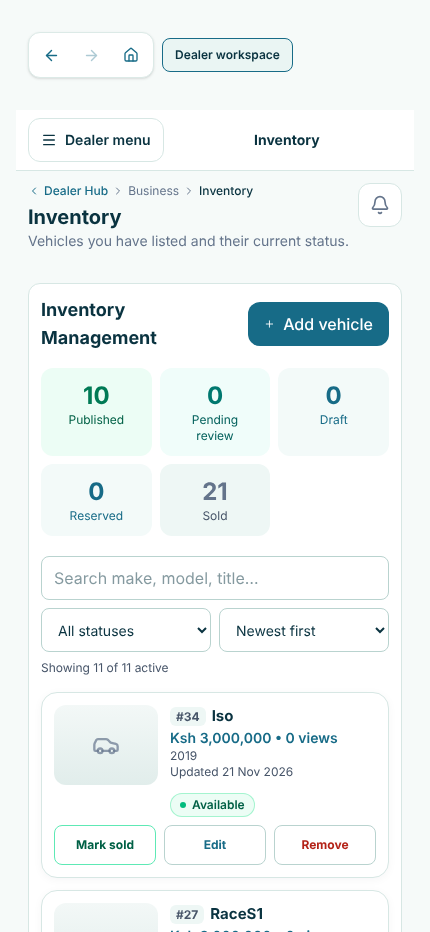 Dealer workspace
Dealer menu
Inventory
Dealer Hub
Business
Inventory
Inventory
Vehicles you have listed and their current status.
Inventory
Management
+ Add vehicle
10
Published
0
Pending
review
0
Draft
0
Reserved
21
Sold
Search make, model, title...
All statuses
Newest first
Showing 11 of 11 active
#34 Iso
Ksh 3,000,000 • 0 views
2019
Updated 21 Nov 2026
Available
Mark sold
Edit
Remove
#27 RaceS1